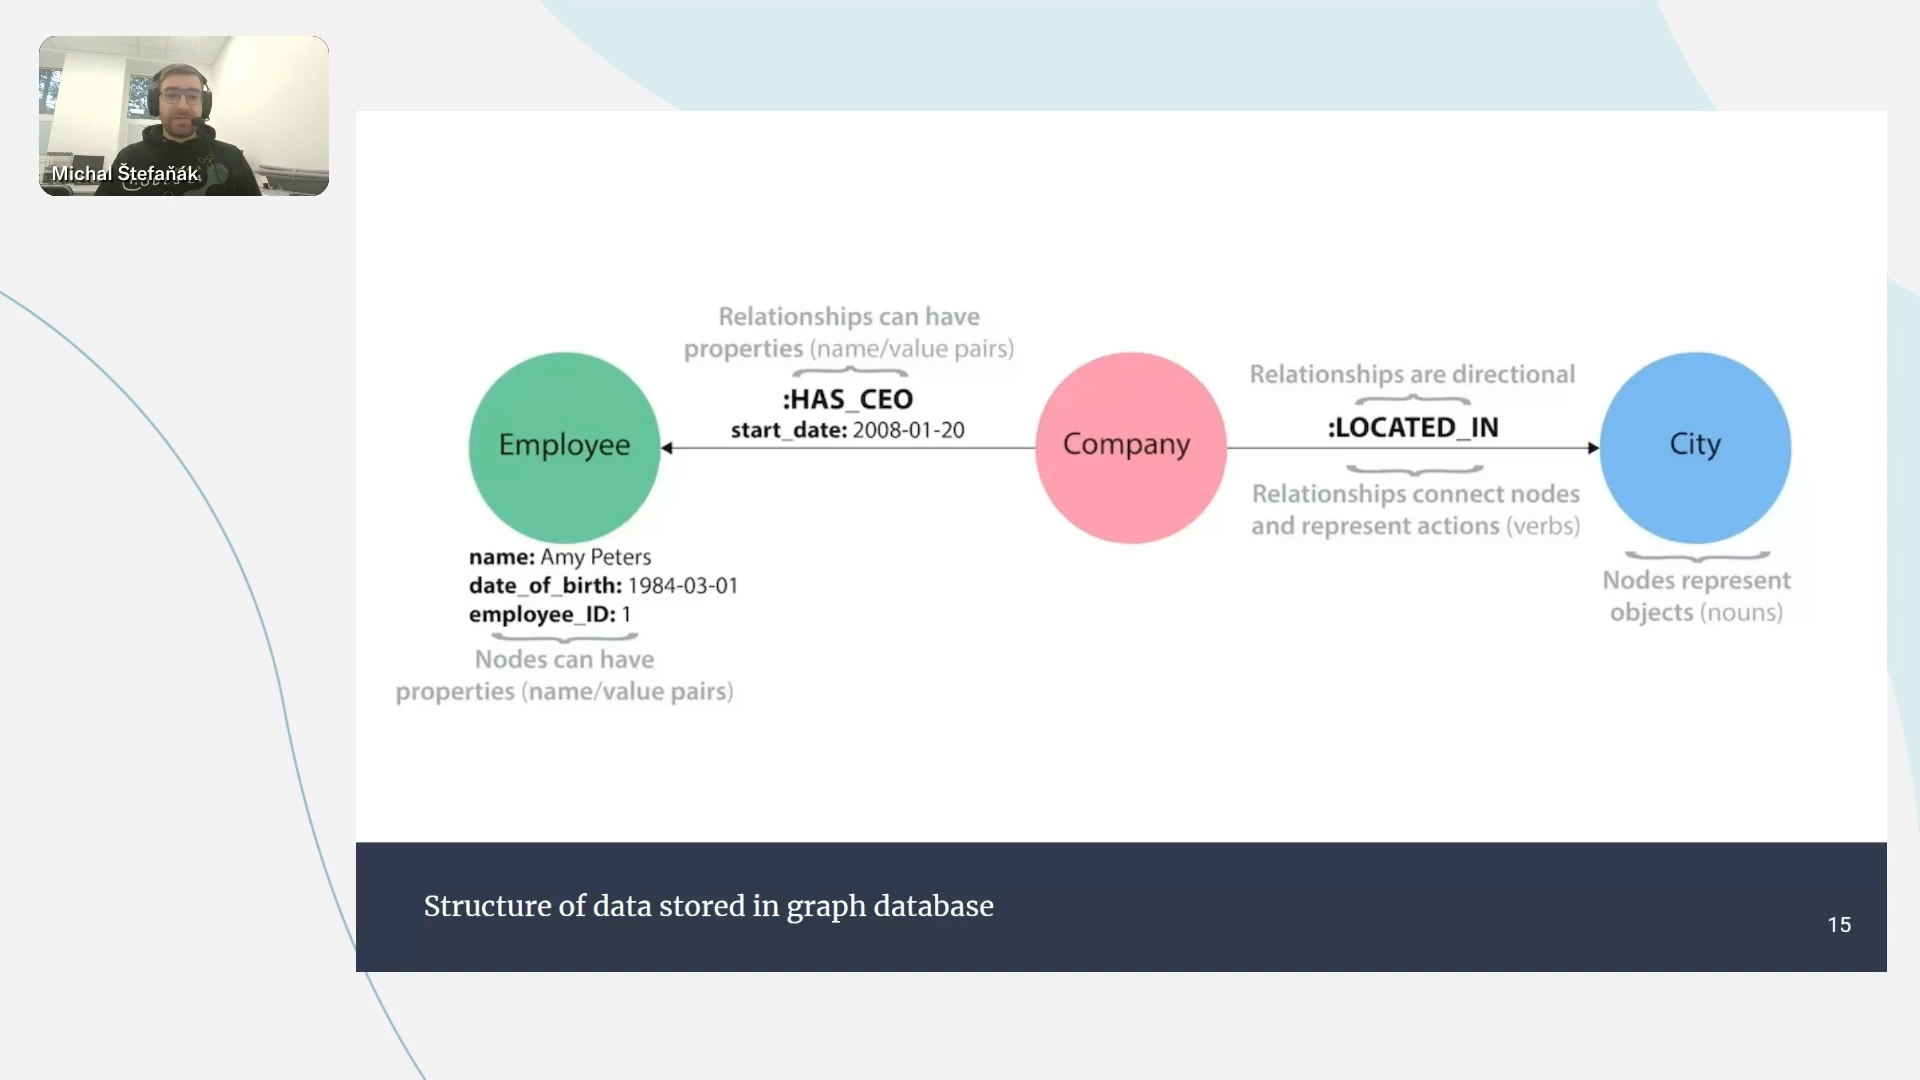 Michal Štefaňák
Relationships can have
properties (name/value pairs)
:HAS_CEO
start_date: 2008-01-20
Employee
name: Amy Peters
date_of_birth: 1984-03-01
employee_ID: 1
Nodes can have
properties (name/value pairs)
Company
Relationships are directional
:LOCATED_IN
Relationships connect nodes
and represent actions (verbs)
City
Nodes represent
objects (nouns)
Structure of data stored in graph database
15